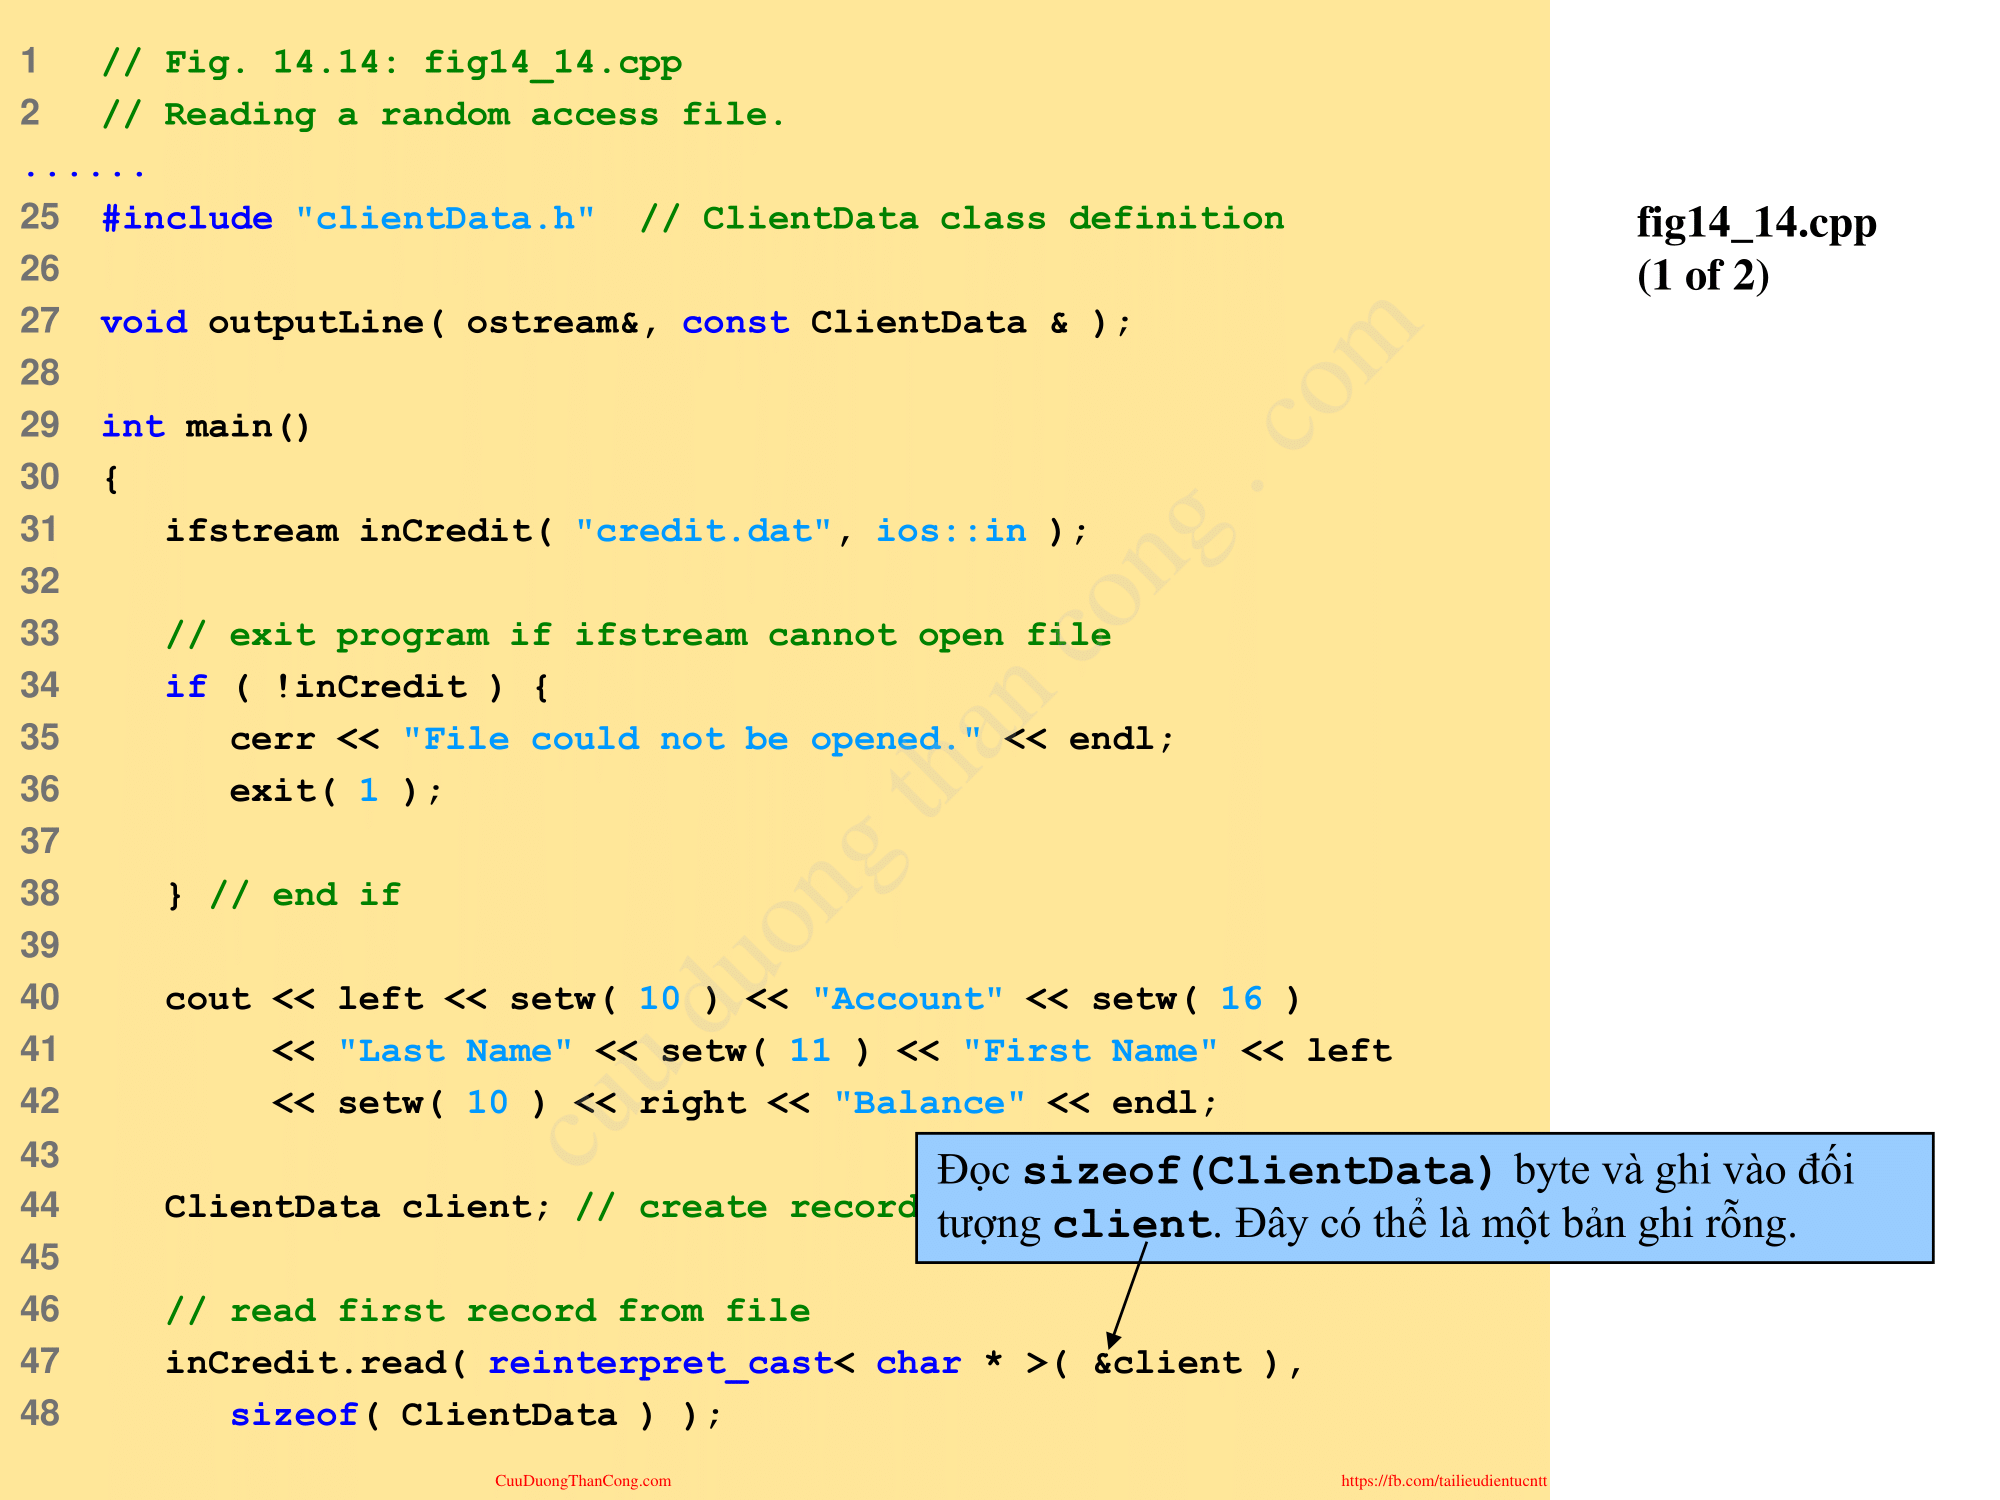 1 // Fig. 14.14: fig14_14.cpp
2 // Reading a random access file.
......
25 #include "clientData.h" // ClientData class definition
26
27 void outputLine( ostream&, const ClientData & );
28
29 int main()
30 {
31 ifstream inCredit( "credit.dat", ios::in );
32
33 // exit program if ifstream cannot open file
34 if ( !inCredit ) {
35 cerr << "File could not be opened." << endl;
36 exit( 1 );
37
38 } // end if
39
40 cout << left << setw( 10 ) << "Account" << setw( 16 )
41 << "Last Name" << setw( 11 ) << "First Name" << left
42 << setw( 10 ) << right << "Balance" << endl;
43
44 ClientData client; // create record
45
46 // read first record from file
47 inCredit.read( reinterpret_cast< char * >( &client ),
48 sizeof( ClientData ) );
fig14_14.cpp
(1 of 2)
Đọc sizeof(ClientData) byte và ghi vào đối
tượng client. Đây có thể là một bản ghi rỗng.
cuu duong than cong . com
CuuDuongThanCong.com
https://fb.com/tailieudientucntt